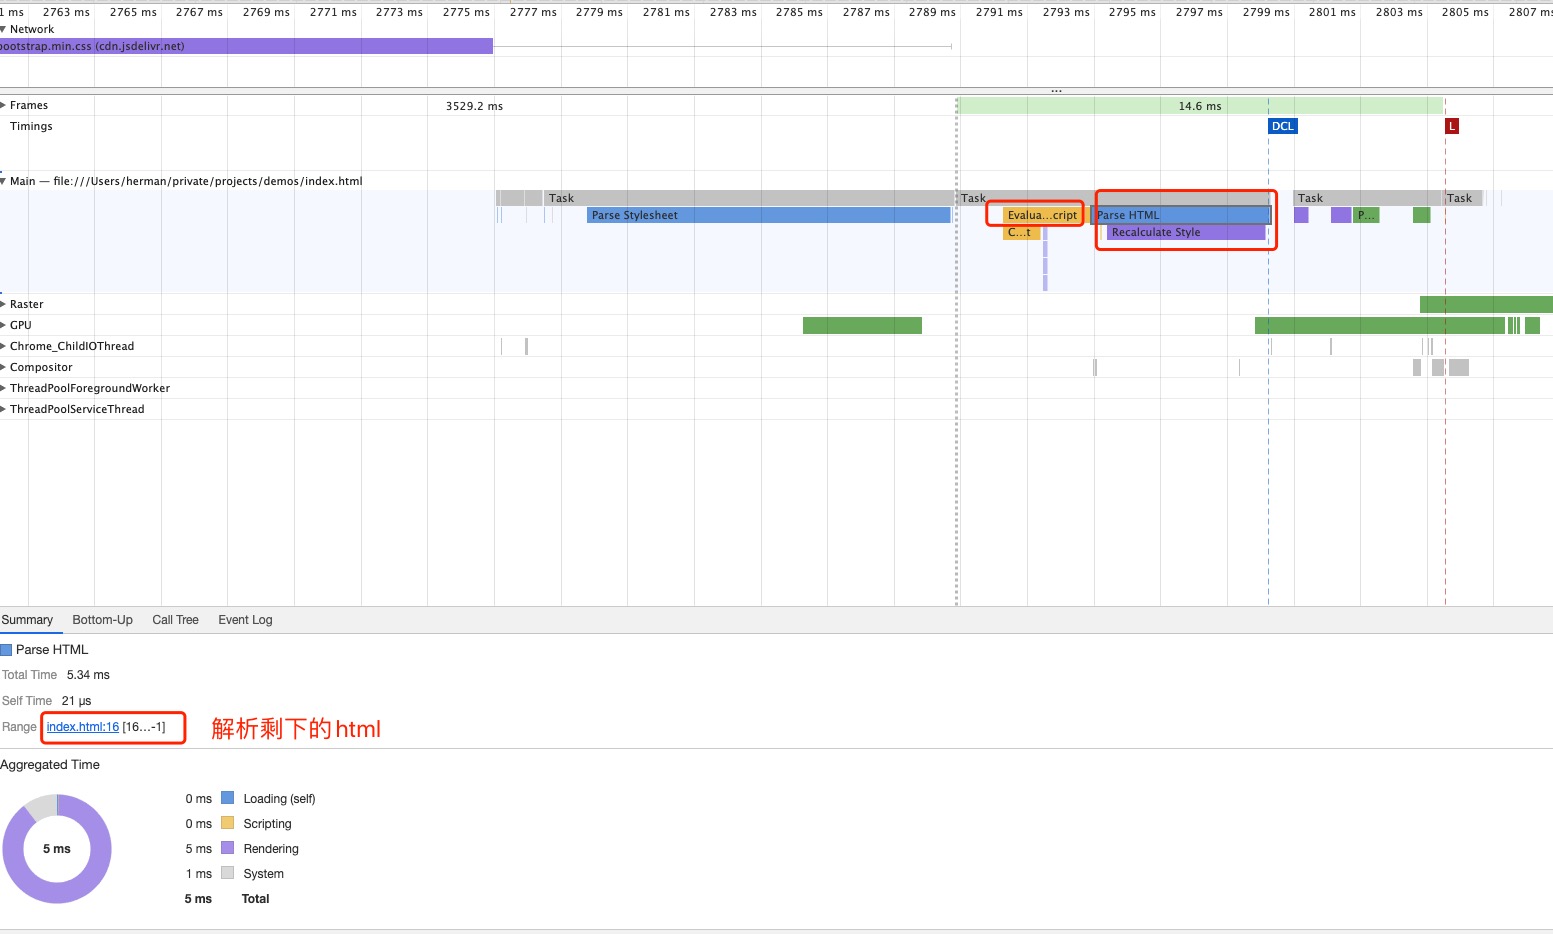 1 ms 2763 ms 2765 ms 2767 ms 2769 ms 2771 ms 2773 ms 2775 ms 2777 ms 2779 ms 2781 ms 2783 ms 2785 ms 2787 ms 2789 ms 2791 ms 2793 ms 2795 ms 2797 ms 2799 ms 2801 ms 2803 ms 2805 ms 2807 ms
Network
bootstrap.min.css (cdn.jsdelivr.net)
...
Frames 3529.2 ms 14.6 ms
Timings DCL L
Main — file:///Users/herman/private/projects/demos/index.html
Task Task Task Task
Parse Stylesheet Evalua...cript Parse HTML P...
C...t Recalculate Style
Raster
GPU
Chrome_ChildIOThread
Compositor
ThreadPoolForegroundWorker
ThreadPoolServiceThread
Summary Bottom-Up Call Tree Event Log
Parse HTML
Total Time 5.34 ms
Self Time 21 μs
Range index.html:16 [16...-1] 解析剩下的html
Aggregated Time
0 ms Loading (self)
0 ms Scripting
5 ms 5 ms Rendering
1 ms System
5 ms Total